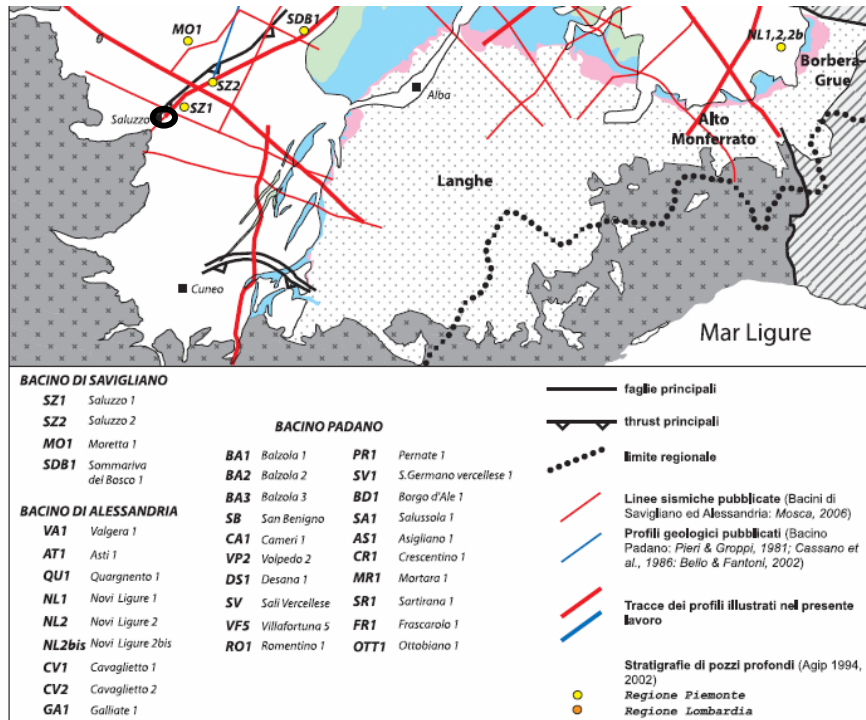 MO1
SDB1
NL1,2,2b
Borbera-
Grue
SZ2
SZ1
Saluzzo
Alba
Alto
Monferrato
Langhe
Cuneo
Mar Ligure
BACINO DI SAVIGLIANO
SZ1 Saluzzo 1
SZ2 Saluzzo 2
MO1 Moretta 1
SDB1 Sommariva
del Bosco 1
BACINO DI ALESSANDRIA
VA1 Valgera 1
AT1 Asti 1
QU1 Quargnento 1
NL1 Novi Ligure 1
NL2 Novi Ligure 2
NL2bis Novi Ligure 2bis
CV1 Cavaglietto 1
CV2 Cavaglietto 2
GA1 Galliate 1
BACINO PADANO
BA1 Balzola 1
BA2 Balzola 2
BA3 Balzola 3
SB San Benigno
CA1 Cameri 1
VP2 Volpedo 2
DS1 Desana 1
SV Sali Vercellese
VF5 Villafortuna 5
RO1 Romentino 1
PR1 Pernate 1
SV1 S.Germano vercellese 1
BD1 Borgo d'Ale 1
SA1 Salussola 1
AS1 Asigliano 1
CR1 Crescentino 1
MR1 Mortara 1
SR1 Sartirana 1
FR1 Frascarolo 1
OTT1 Ottobiano 1
faglie principali
thrust principali
limite regionale
Linee sismiche pubblicate (Bacini di
Savigliano ed Alessandria: Mosca, 2006)
Profili geologici pubblicati (Bacino
Padano: Pieri & Groppi, 1981; Cassano et
al., 1986: Bello & Fantoni, 2002)
Tracce dei profili illustrati nel presente
lavoro
Stratigrafie di pozzi profondi (Agip 1994,
2002)
Regione Piemonte
Regione Lombardia